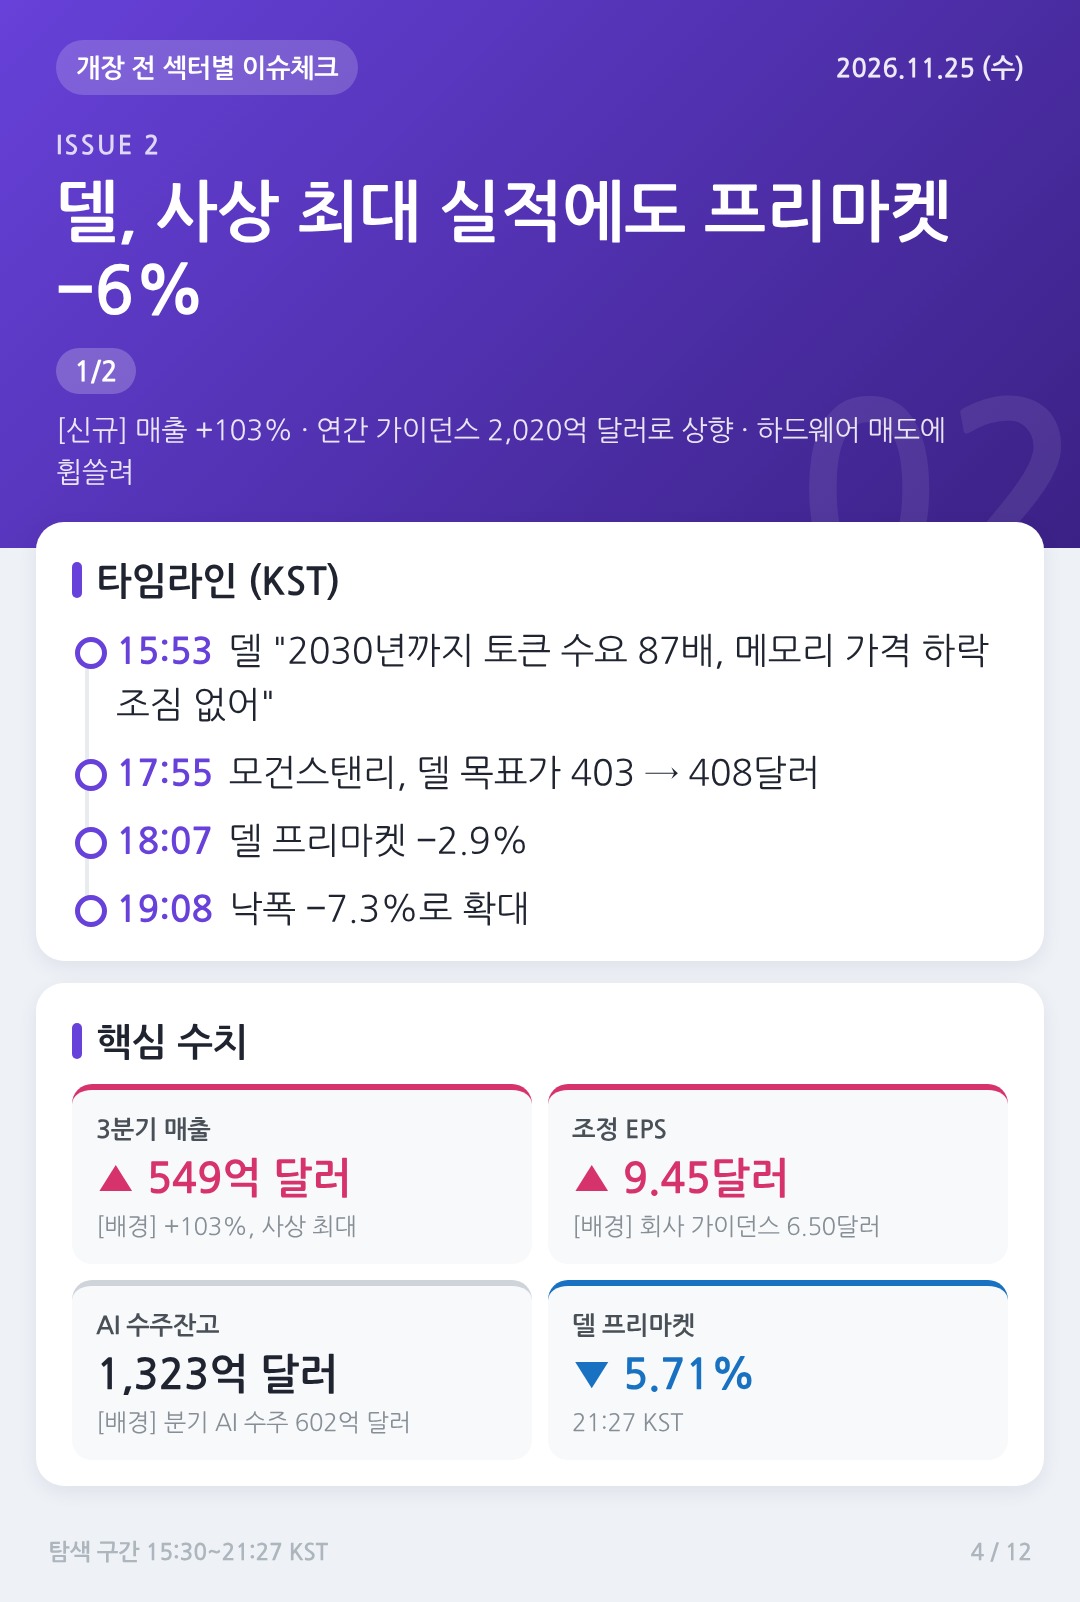 개장 전 섹터별 이슈체크
2026.11.25 (수)
ISSUE 2
델, 사상 최대 실적에도 프리마켓
−6%
1/2
[신규] 매출 +103% · 연간 가이던스 2,020억 달러로 상향 · 하드웨어 매도에
휩쓸려
02
타임라인 (KST)
15:53 델 "2030년까지 토큰 수요 87배, 메모리 가격 하락
조짐 없어"
17:55 모건스탠리, 델 목표가 403 → 408달러
18:07 델 프리마켓 −2.9%
19:08 낙폭 −7.3%로 확대
핵심 수치
3분기 매출
▲ 549억 달러
[배경] +103%, 사상 최대
조정 EPS
▲ 9.45달러
[배경] 회사 가이던스 6.50달러
AI 수주잔고
1,323억 달러
[배경] 분기 AI 수주 602억 달러
델 프리마켓
▼ 5.71%
21:27 KST
탐색 구간 15:30~21:27 KST
4 / 12